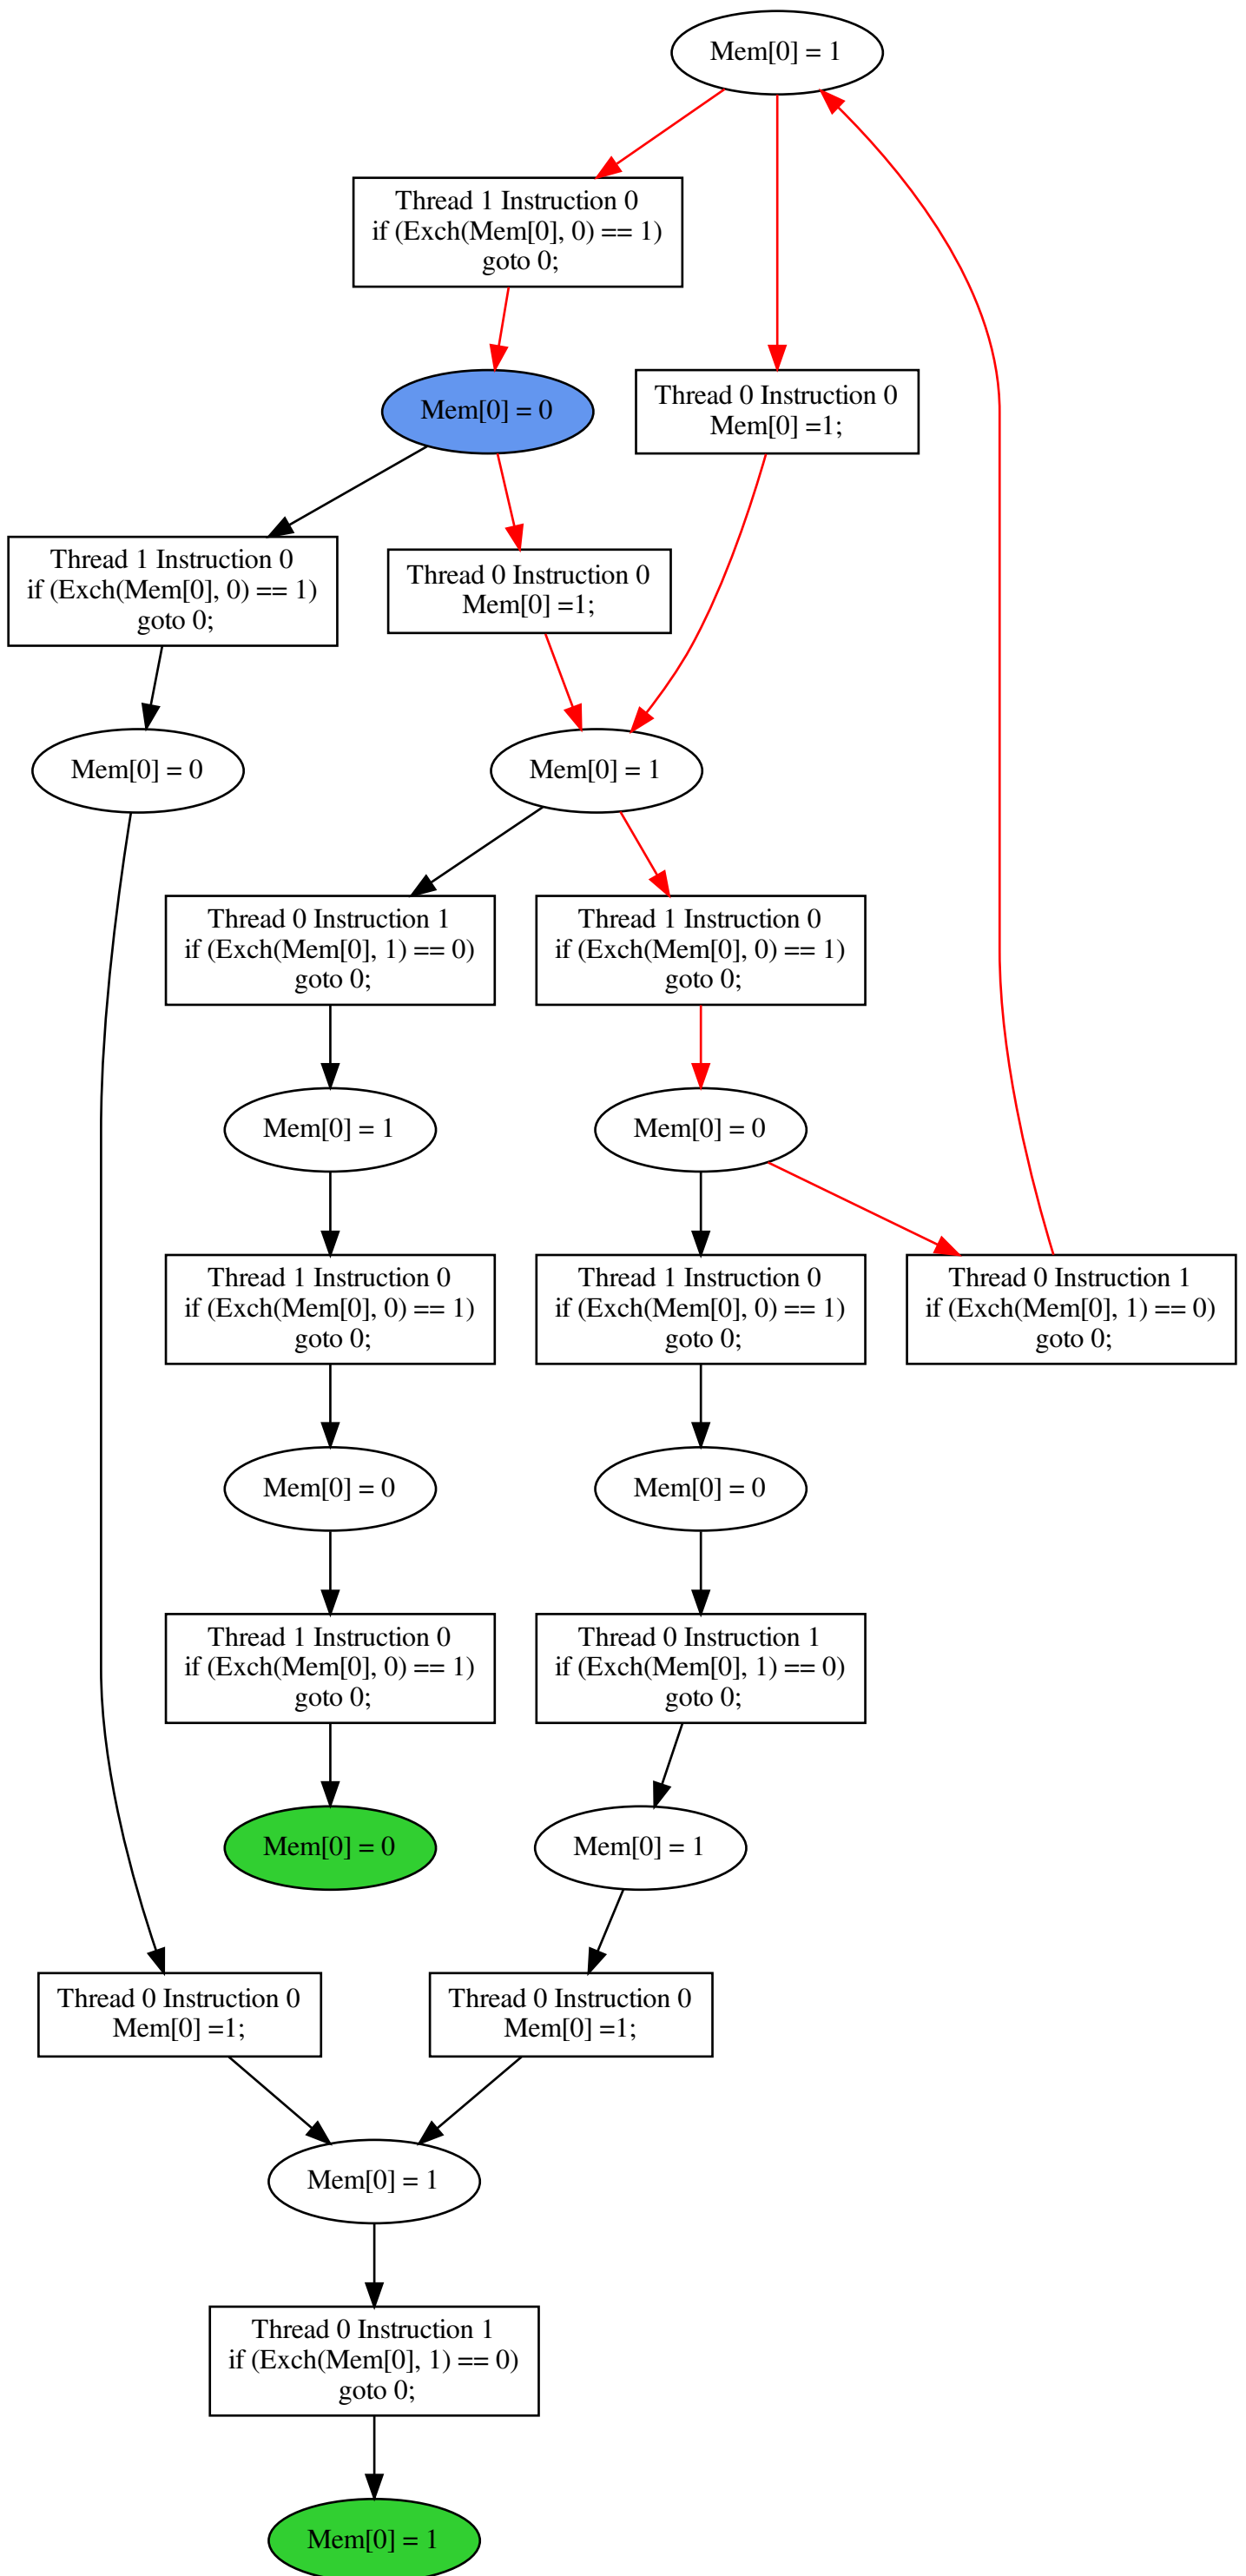 Mem[0] = 1
Thread 1 Instruction 0
if (Exch(Mem[0], 0) == 1)
goto 0;
Mem[0] = 0
Thread 0 Instruction 0
Mem[0] =1;
Thread 1 Instruction 0
if (Exch(Mem[0], 0) == 1)
goto 0;
Thread 0 Instruction 0
Mem[0] =1;
Mem[0] = 0
Mem[0] = 1
Thread 0 Instruction 1
if (Exch(Mem[0], 1) == 0)
goto 0;
Thread 1 Instruction 0
if (Exch(Mem[0], 0) == 1)
goto 0;
Mem[0] = 1
Mem[0] = 0
Thread 1 Instruction 0
if (Exch(Mem[0], 0) == 1)
goto 0;
Thread 1 Instruction 0
if (Exch(Mem[0], 0) == 1)
goto 0;
Thread 0 Instruction 1
if (Exch(Mem[0], 1) == 0)
goto 0;
Mem[0] = 0
Mem[0] = 0
Thread 1 Instruction 0
if (Exch(Mem[0], 0) == 1)
goto 0;
Thread 0 Instruction 1
if (Exch(Mem[0], 1) == 0)
goto 0;
Mem[0] = 0
Mem[0] = 1
Thread 0 Instruction 0
Mem[0] =1;
Thread 0 Instruction 0
Mem[0] =1;
Mem[0] = 1
Thread 0 Instruction 1
if (Exch(Mem[0], 1) == 0)
goto 0;
Mem[0] = 1